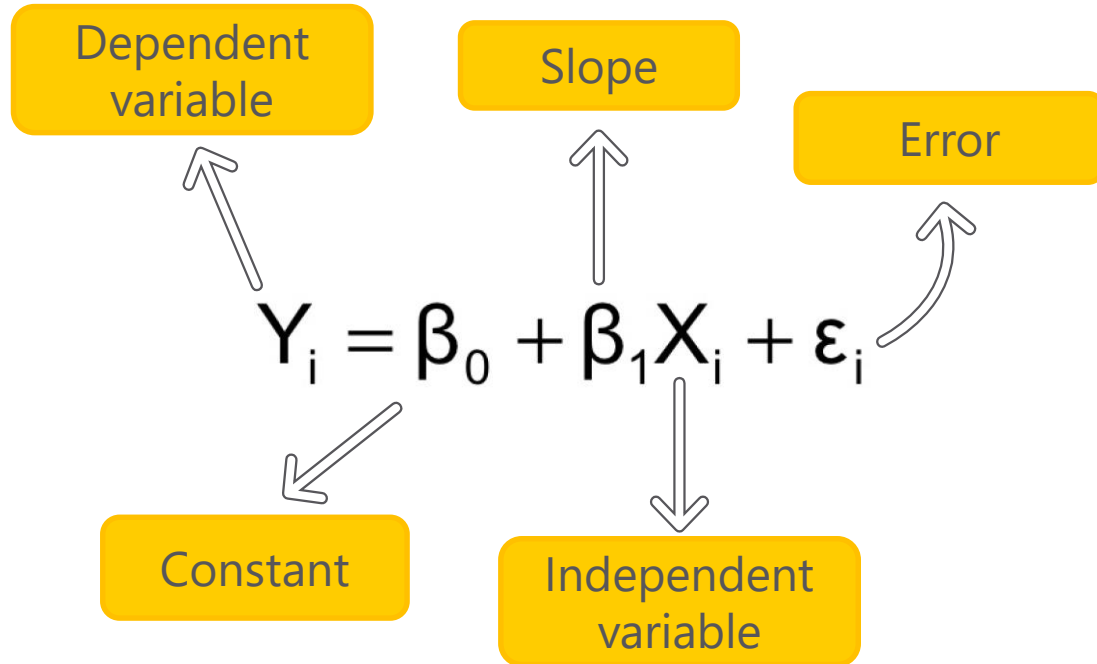 Dependent
variable
Slope
Error
Yᵢ = β₀ + β₁Xᵢ + εᵢ
Constant
Independent
variable